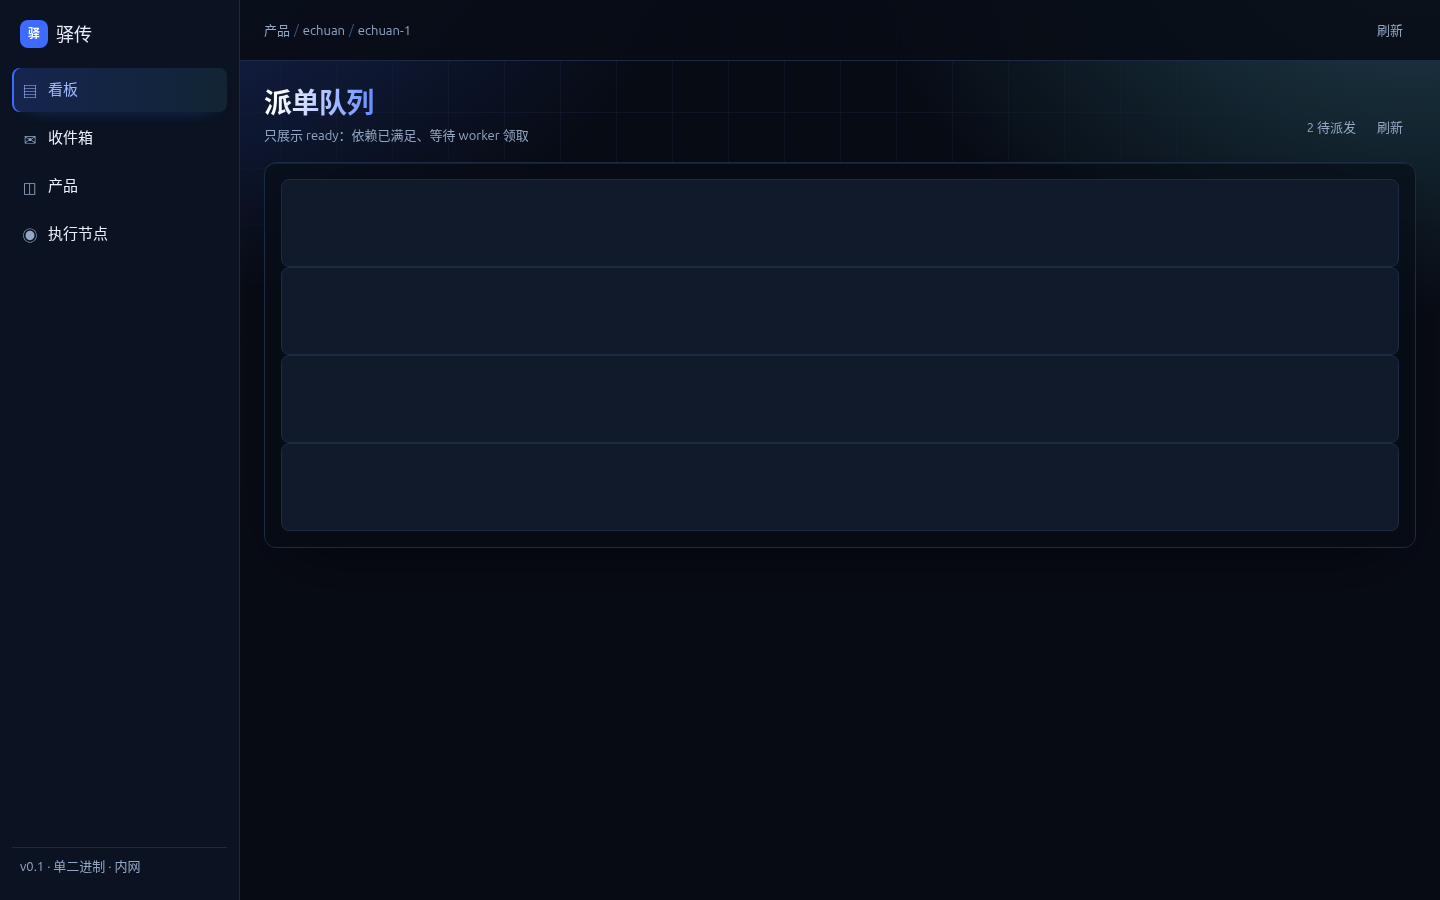 驿 驿传
看板
收件箱
产品
执行节点
v0.1 · 单二进制 · 内网
产品 / echuan / echuan-1
刷新
派单队列
只展示 ready：依赖已满足、等待 worker 领取
2 待派发 刷新